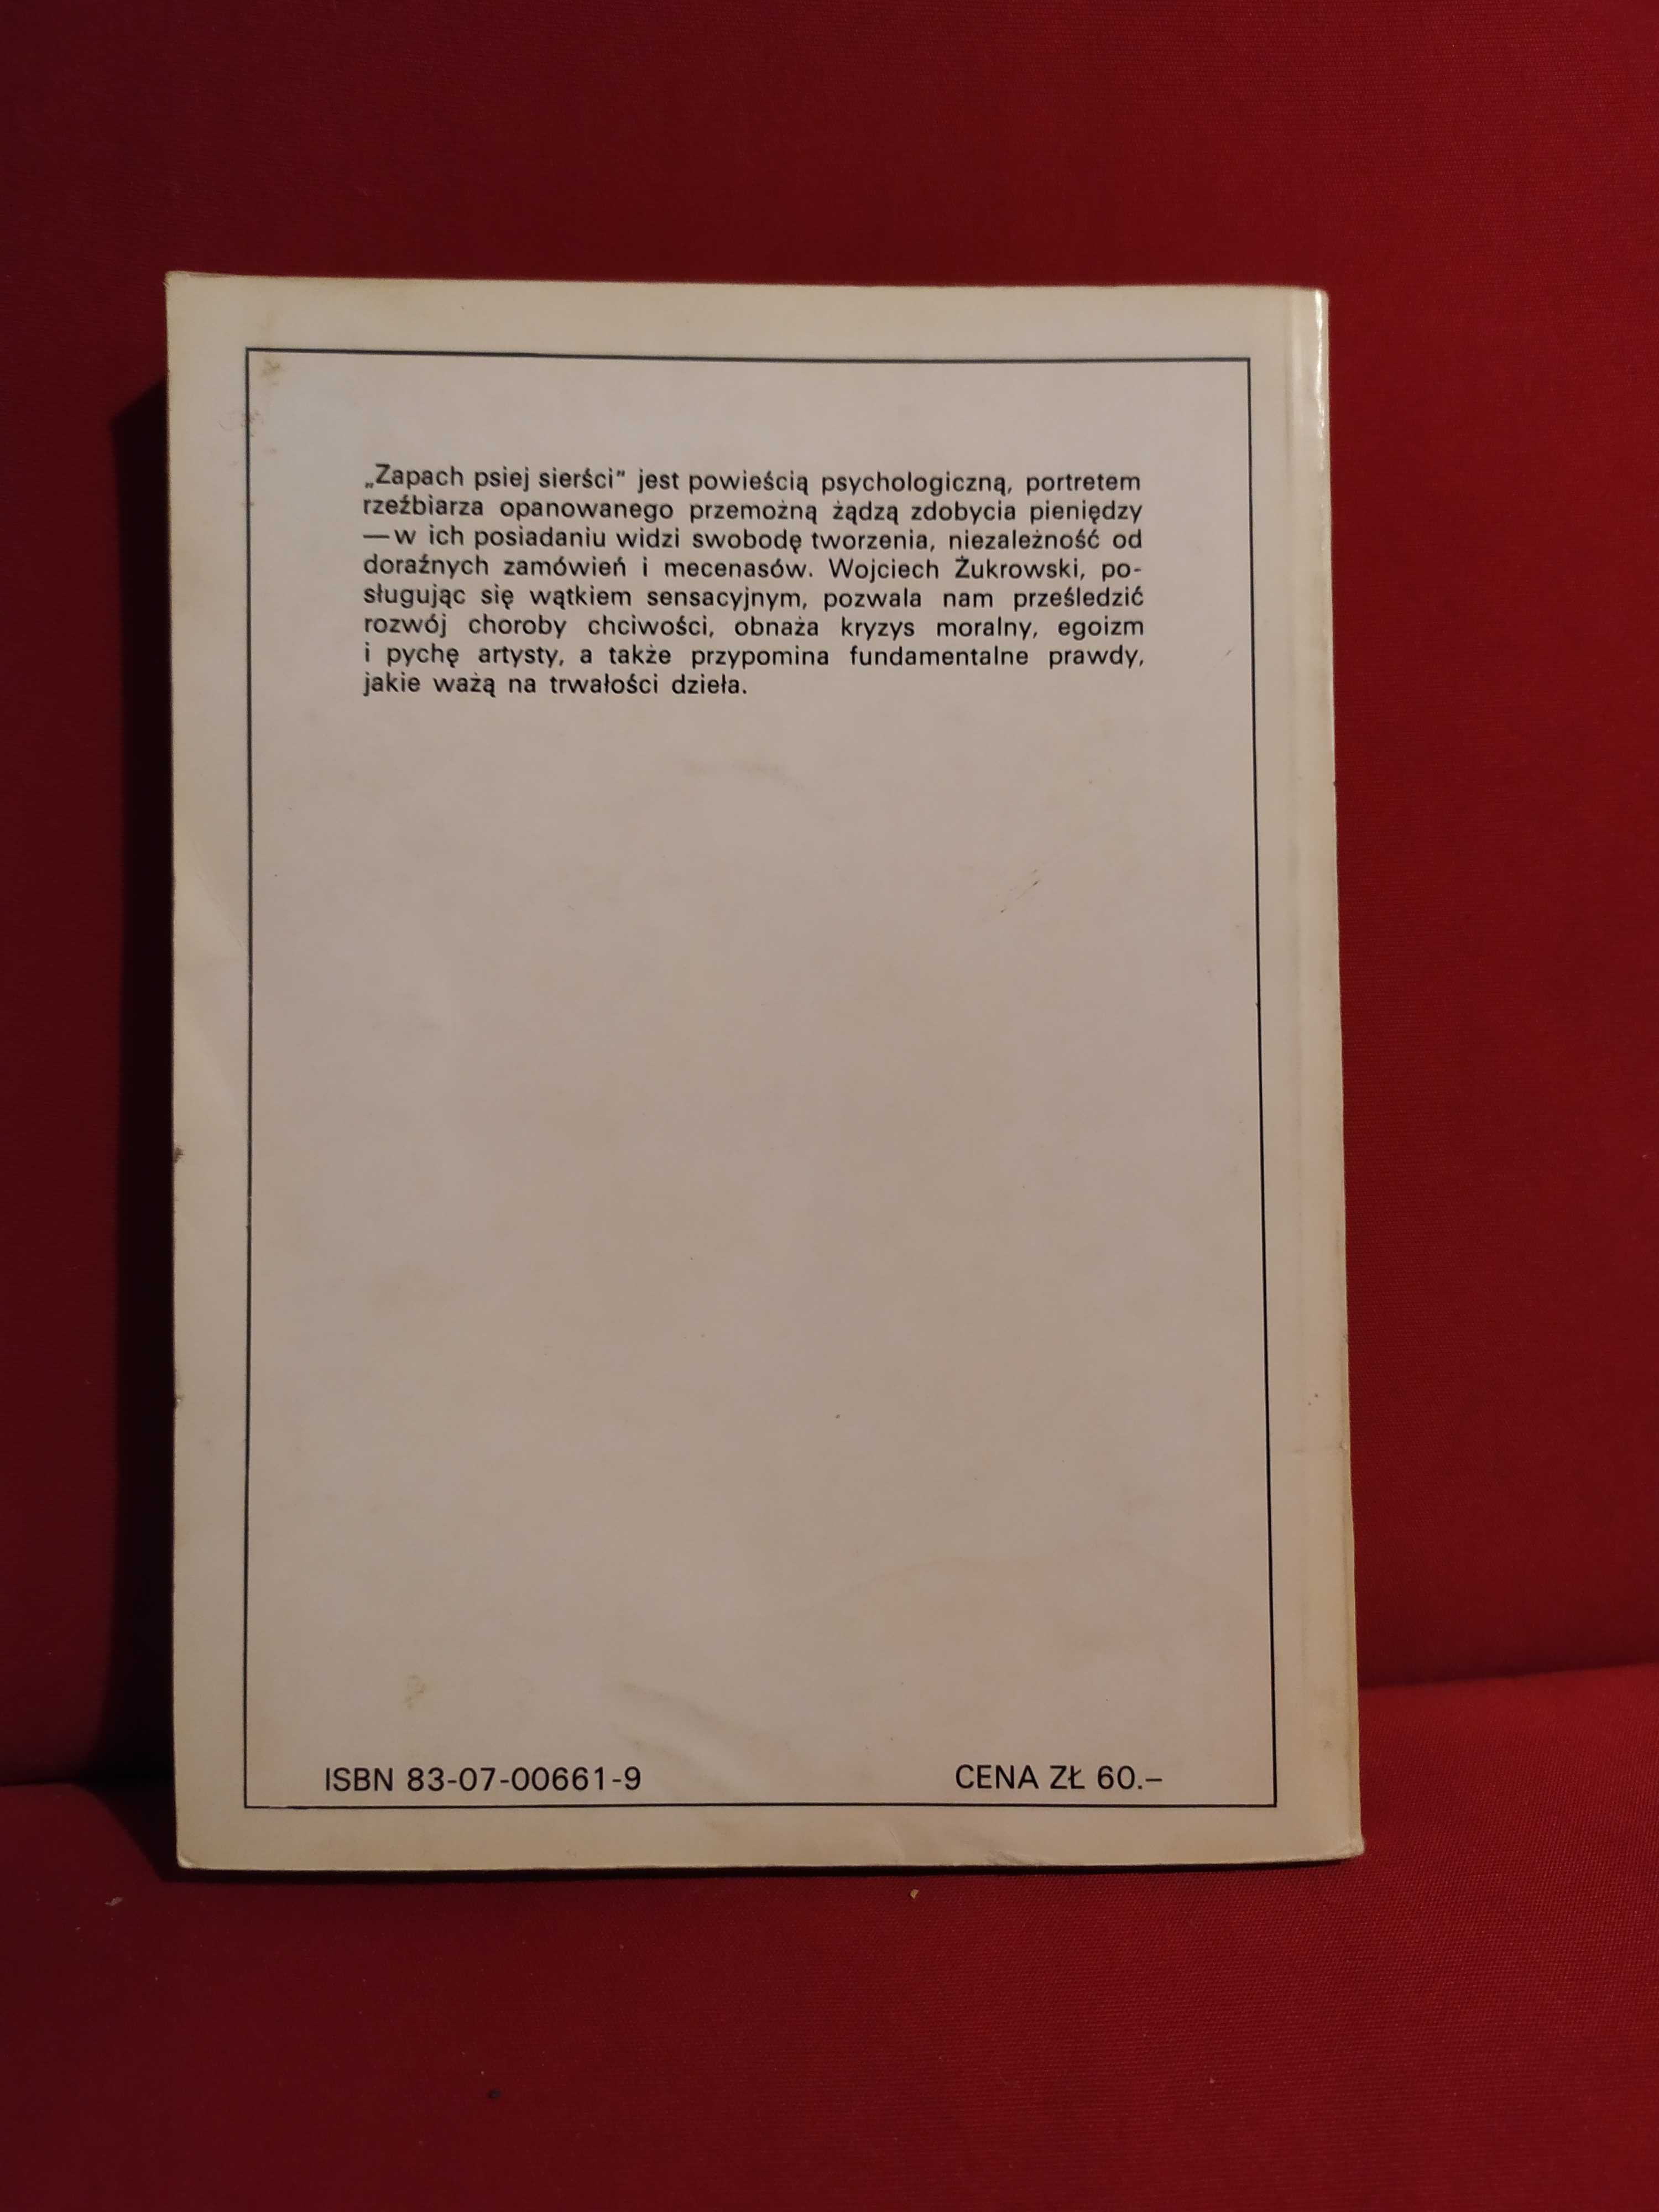 „Zapach psiej sierści" jest powieścią psychologiczną, portretem
rzeźbiarza opanowanego przemożną żądzą zdobycia pieniędzy
—w ich posiadaniu widzi swobodę tworzenia, niezależność od
doraźnych zamówień i mecenasów. Wojciech Żukrowski, po-
sługując się wątkiem sensacyjnym, pozwala nam prześledzić
rozwój choroby chciwości, obnaża kryzys moralny, egoizm
i pychę artysty, a także przypomina fundamentalne prawdy,
jakie ważą na trwałości dzieła.
ISBN 83-07-00661-9
CENA ZŁ 60.–